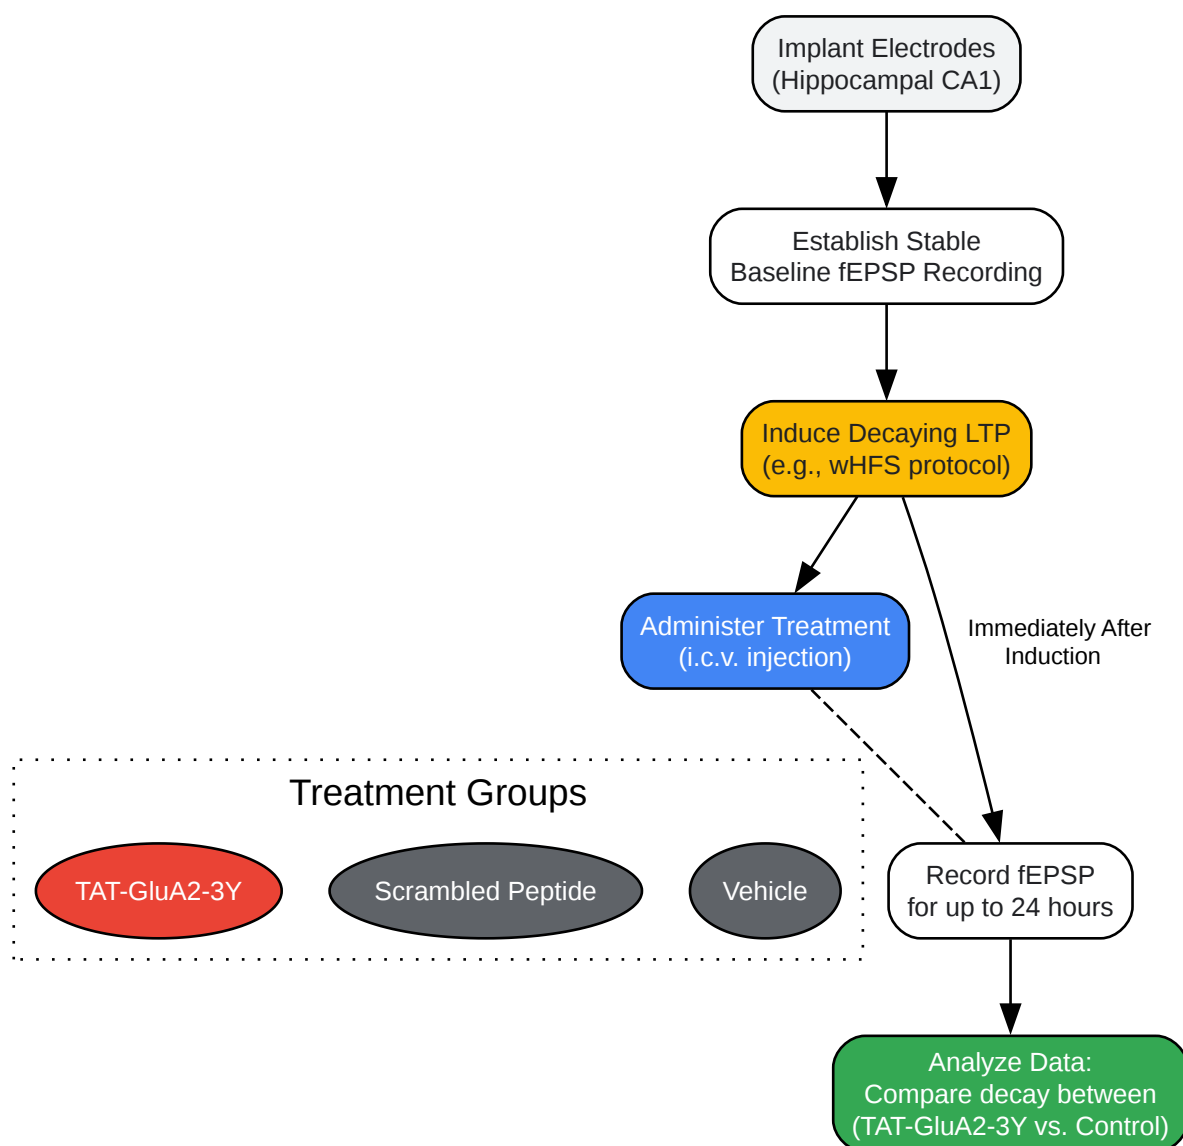 Implant Electrodes
(Hippocampal CA1)
Establish Stable
Baseline fEPSP Recording
Induce Decaying LTP
(e.g., wHFS protocol)
Administer Treatment
(i.c.v. injection)
Immediately After
Induction
Treatment Groups
TAT-GluA2-3Y
Scrambled Peptide
Vehicle
Record fEPSP
for up to 24 hours
Analyze Data:
Compare decay between
(TAT-GluA2-3Y vs. Control)